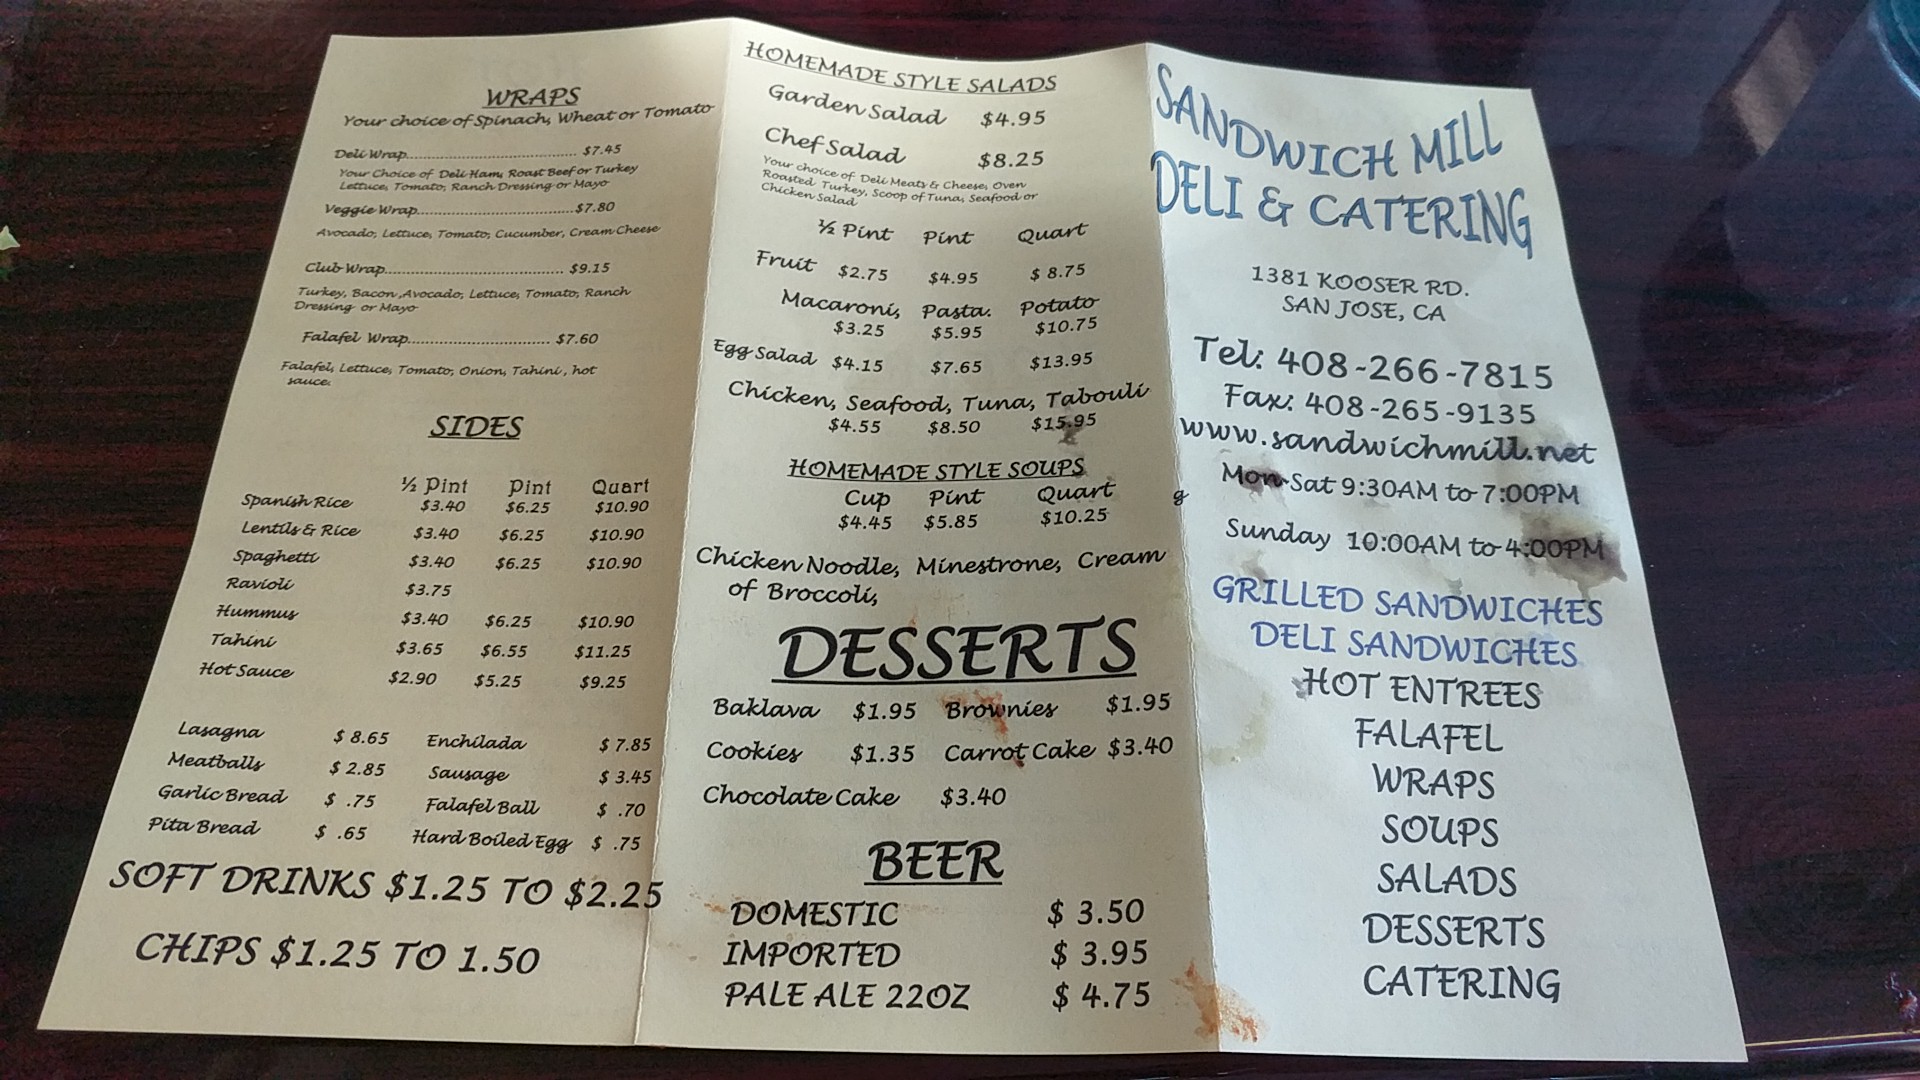 WRAPS
Your choice of Spinach, Wheat or Tomato
Deli Wrap................................................ $7.45
Your Choice of Deli Ham, Roast Beef or Turkey
Lettuce, Tomato, Ranch Dressing or Mayo
Veggie Wrap............................................$7.80
Avocado, Lettuce, Tomato, Cucumber, Cream Cheese
Club Wrap.................................................. $9.15
Turkey, Bacon ,Avocado, Lettuce, Tomato, Ranch
Dressing or Mayo
Falafel Wrap....................................... $7.60
Falafel, Lettuce, Tomato, Onion, Tahini , hot
sauce.
SIDES
½ Pint Pint Quart
Spanish Rice $3.40 $6.25 $10.90
Lentils & Rice $3.40 $6.25 $10.90
Spaghetti $3.40 $6.25 $10.90
Ravioli $3.75
Hummus $3.40 $6.25 $10.90
Tahini $3.65 $6.55 $11.25
Hot Sauce $2.90 $5.25 $9.25
Lasagna $ 8.65 Enchilada $ 7.85
Meatballs $ 2.85 Sausage $ 3.45
Garlic Bread $ .75 Falafel Ball $ .70
Pita Bread $ .65 Hard Boiled Egg $ .75
SOFT DRINKS $1.25 TO $2.25
CHIPS $1.25 TO 1.50
HOMEMADE STYLE SALADS
Garden Salad $4.95
Chef Salad $8.25
Your choice of Deli Meats & Cheese, Oven
Roasted Turkey, Scoop of Tuna, Seafood or
Chicken Salad
½ Pint Pint Quart
Fruit $2.75 $4.95 $ 8.75
Macaroni, Pasta. Potato
$3.25 $5.95 $10.75
Egg Salad $4.15 $7.65 $13.95
Chicken, Seafood, Tuna, Tabouli
$4.55 $8.50 $15.95
HOMEMADE STYLE SOUPS
Cup Pint Quart
$4.45 $5.85 $10.25
g
Chicken Noodle, Minestrone, Cream
of Broccoli,
DESSERTS
Baklava $1.95 Brownies $1.95
Cookies $1.35 Carrot Cake $3.40
Chocolate Cake $3.40
BEER
DOMESTIC $ 3.50
IMPORTED $ 3.95
PALE ALE 22OZ $ 4.75
SANDWICH MILL
DELI & CATERING
1381 KOOSER RD.
SAN JOSE, CA
Tel: 408-266-7815
Fax: 408-265-9135
www.sandwichmill.net
Mon-Sat 9:30AM to 7:00PM
Sunday 10:00AM to 4:00PM
GRILLED SANDWICHES
DELI SANDWICHES
HOT ENTREES
FALAFEL
WRAPS
SOUPS
SALADS
DESSERTS
CATERING